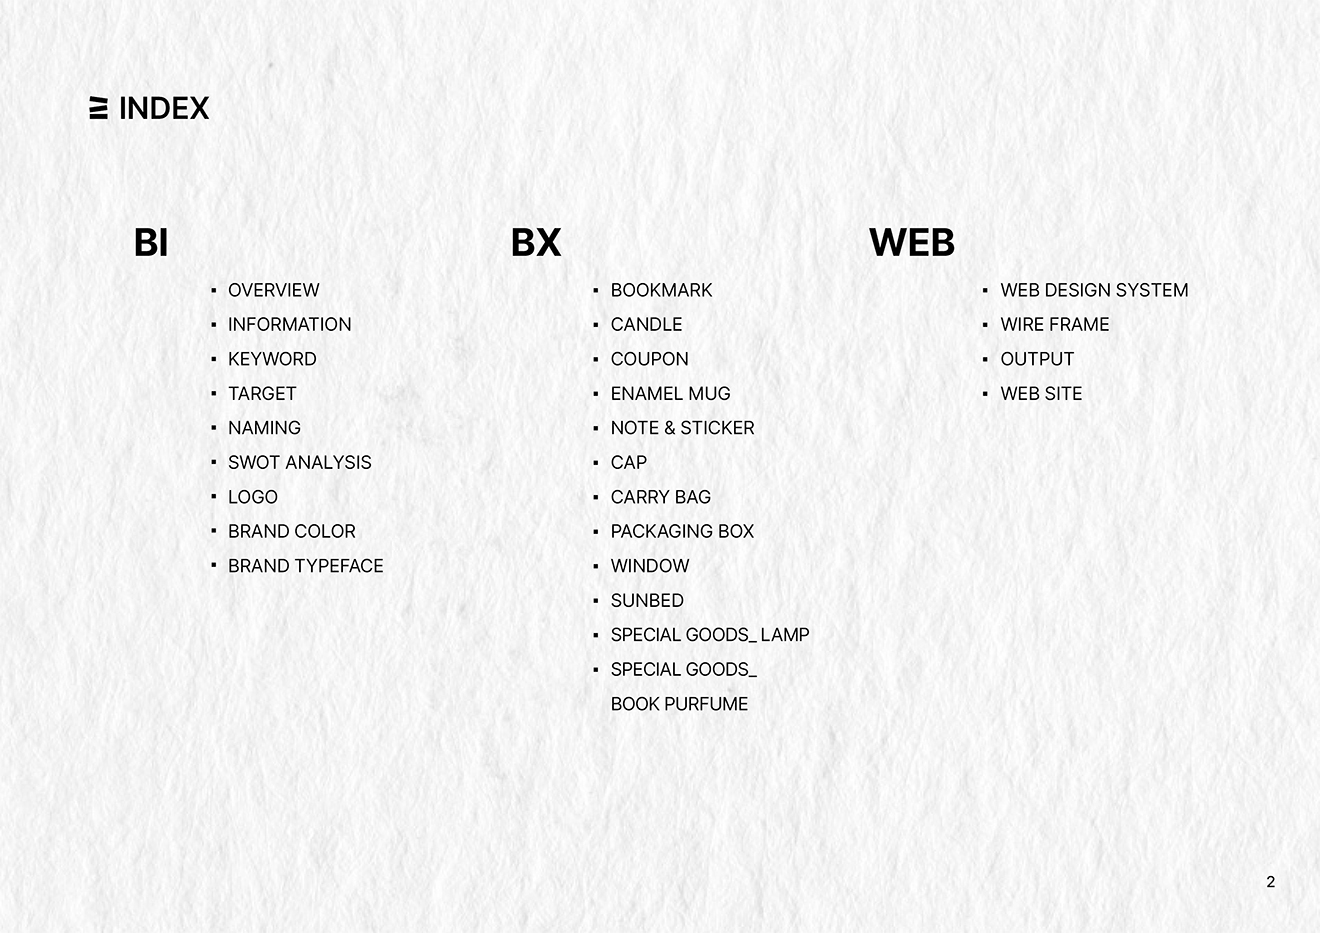 INDEX
BI
OVERVIEW
INFORMATION
KEYWORD
TARGET
NAMING
SWOT ANALYSIS
LOGO
BRAND COLOR
BRAND TYPEFACE
BX
BOOKMARK
CANDLE
COUPON
ENAMEL MUG
NOTE & STICKER
CAP
CARRY BAG
PACKAGING BOX
WINDOW
SUNBED
SPECIAL GOODS_ LAMP
SPECIAL GOODS_
BOOK PURFUME
WEB
WEB DESIGN SYSTEM
WIRE FRAME
OUTPUT
WEB SITE
2